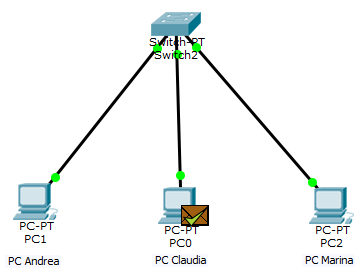 Switch-PT
Switch2
PC-PT
PC1
PC Andrea
PC-PT
PC0
PC Claudia
PC-PT
PC2
PC Marina